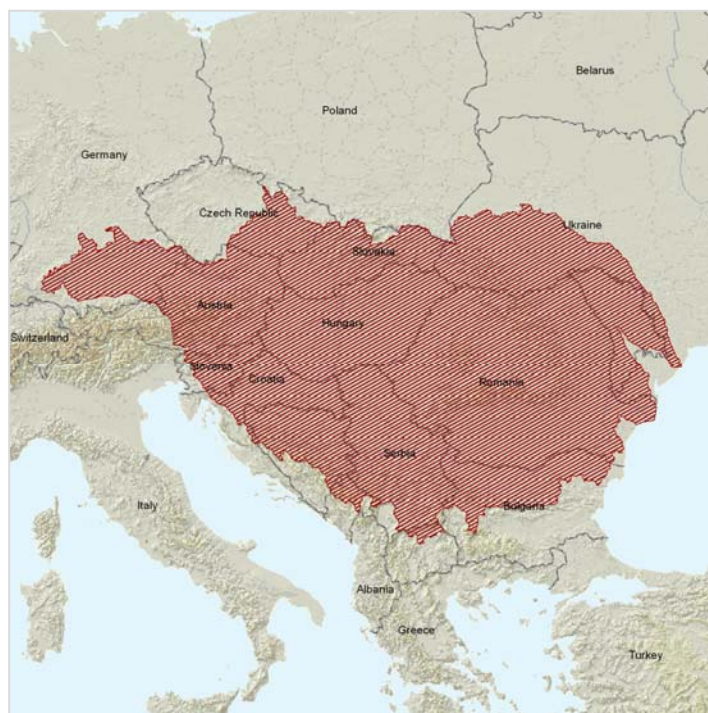 Belarus
Poland
Germany
Czech Republic
Ukraine
Slovakia
Austria
Hungary
Switzerland
Slovenia
Croatia
Romania
Serbia
Italy
Bulgaria
Albania
Greece
Turkey